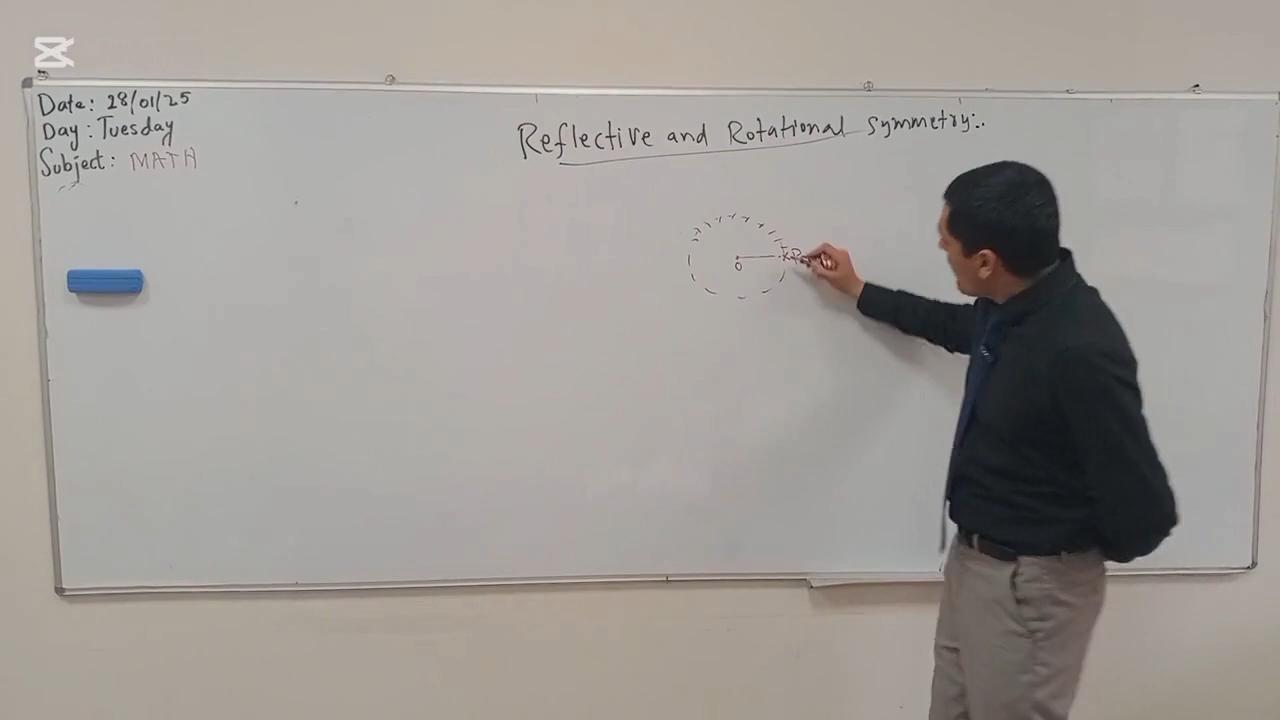 Date: 28/01/25
Day: Tuesday
Subject: MATH
Reflective and Rotational Symmetry:.
O